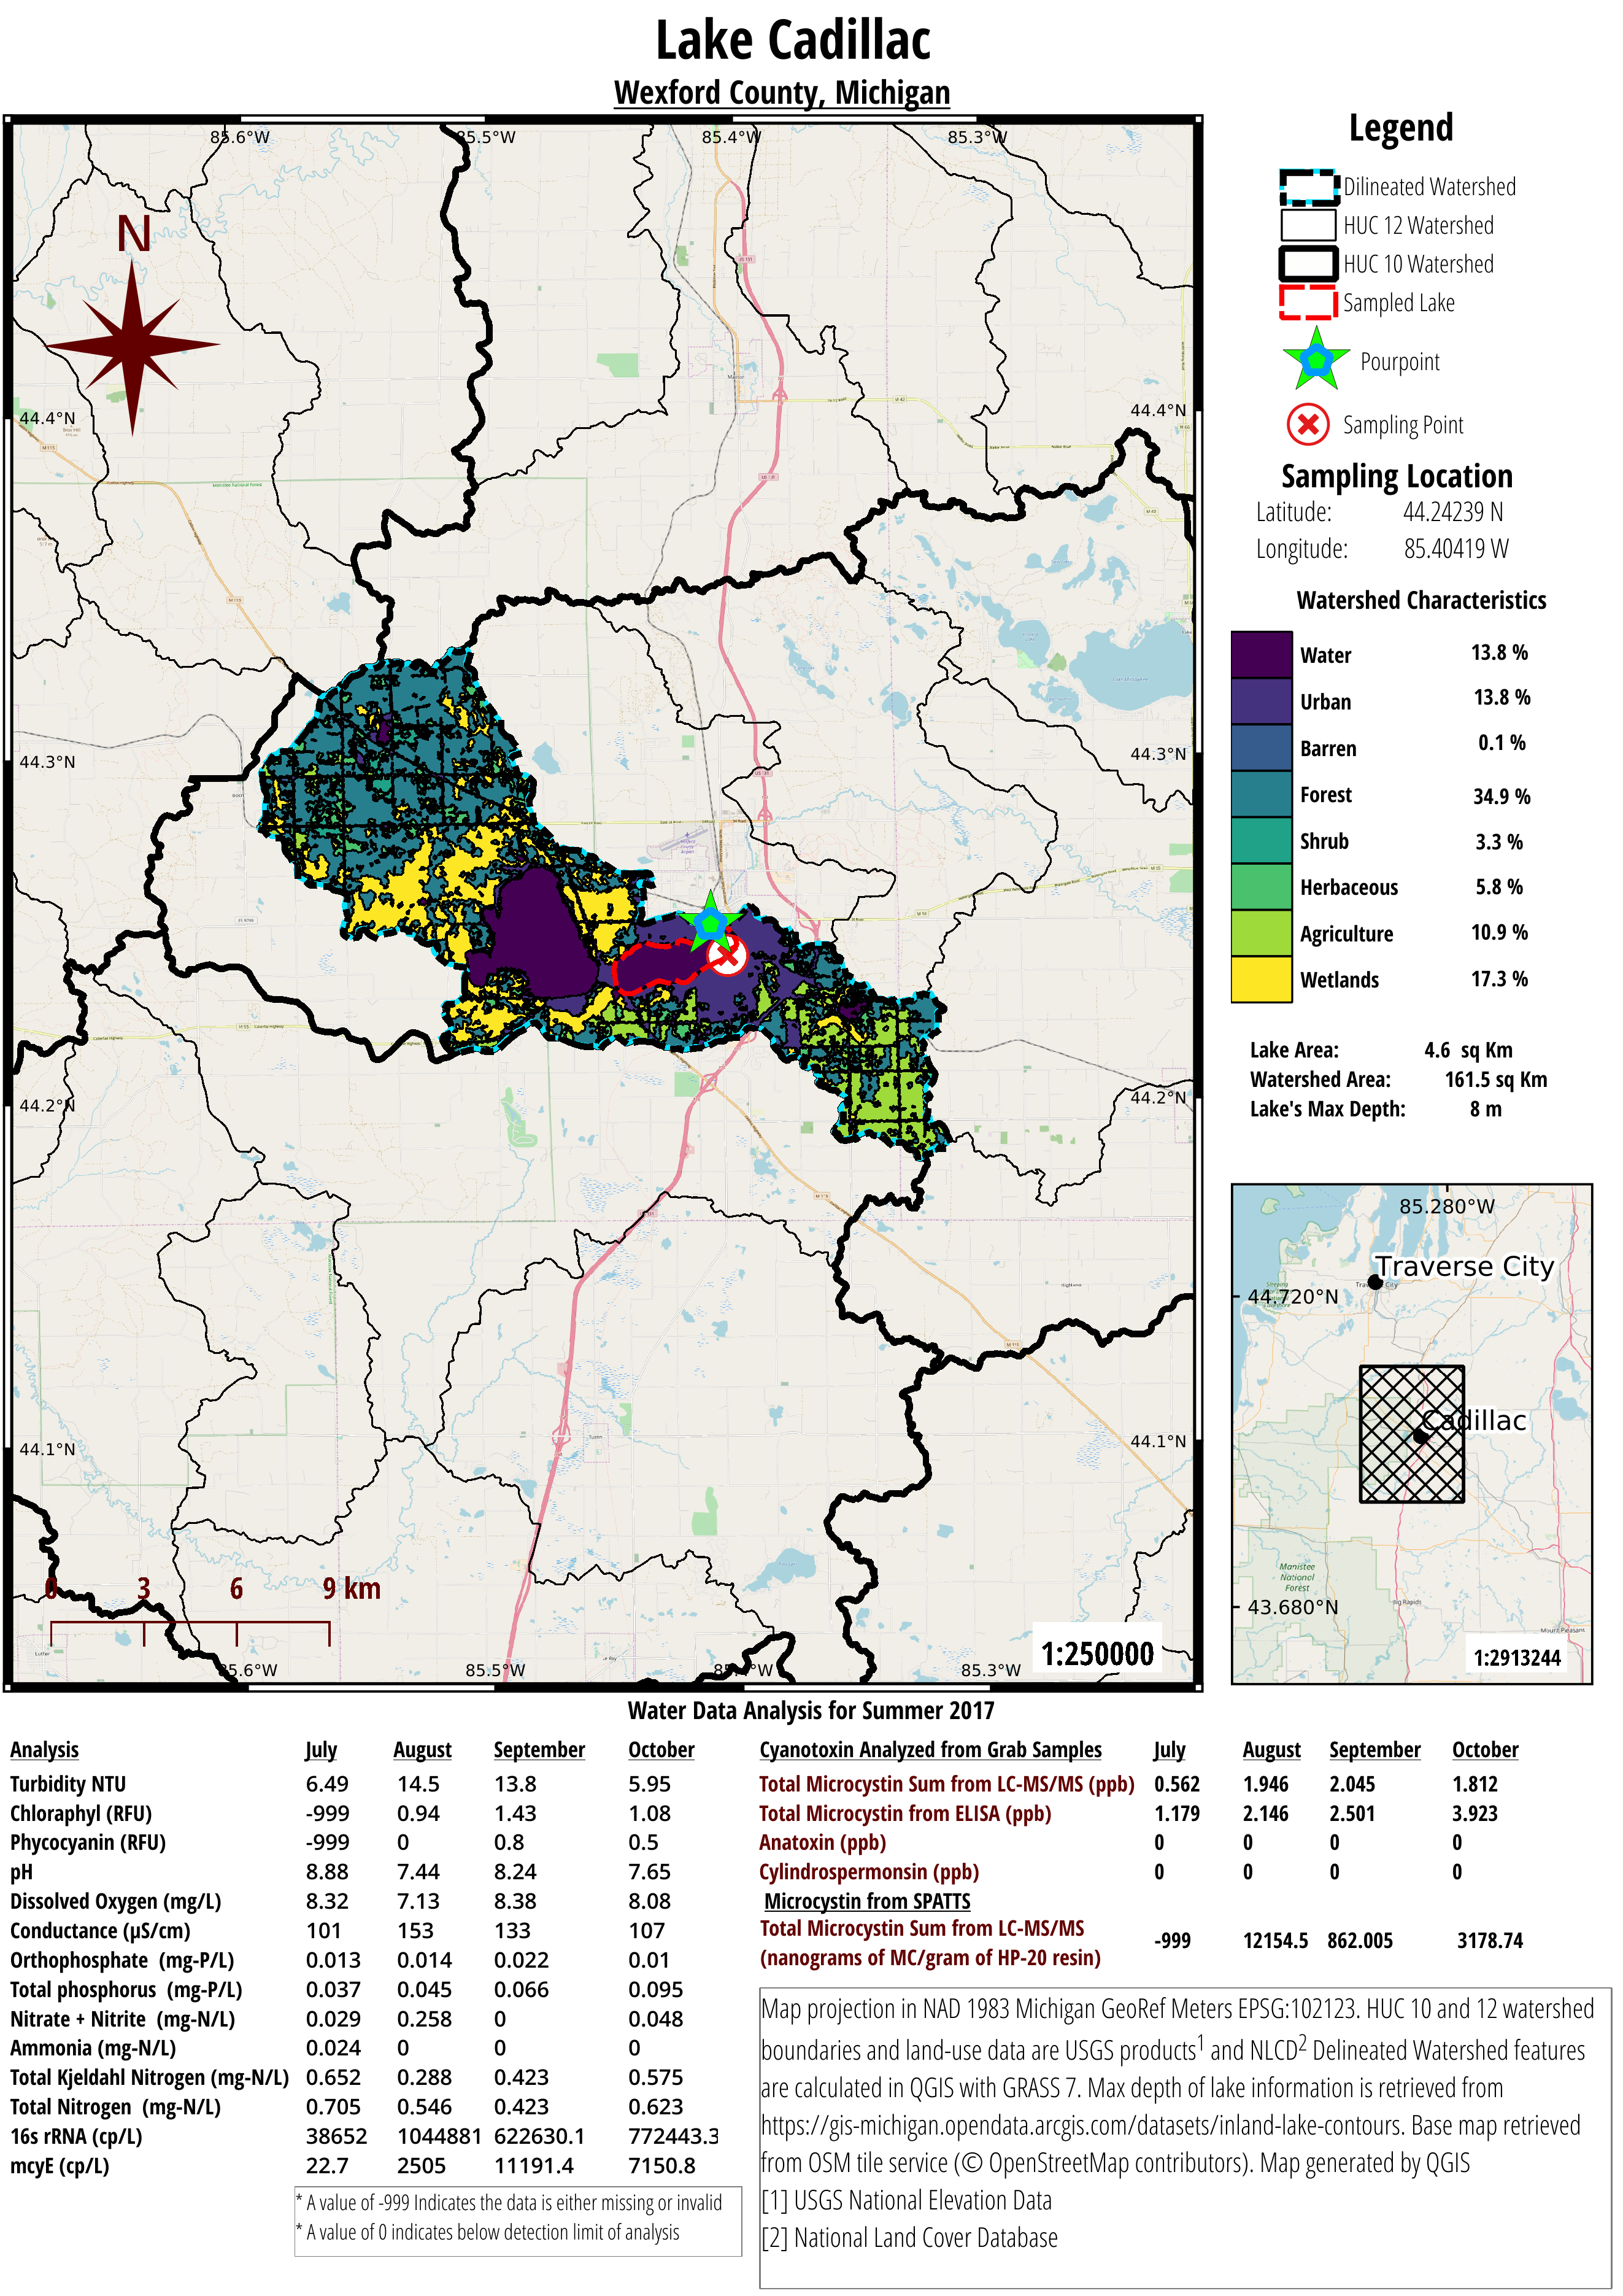 Lake Cadillac
Wexford County, Michigan
85.6°W 85.5°W 85.4°W 85.3°W
N
44.4°N 44.4°N
44.3°N 44.3°N
44.2°N 44.2°N
44.1°N 44.1°N
0 3 6 9 km
1:250000
85.6°W 85.5°W 85.3°W
Legend
Dilineated Watershed
HUC 12 Watershed
HUC 10 Watershed
Sampled Lake
Pourpoint
Sampling Point
Sampling Location
Latitude: 44.24239 N
Longitude: 85.40419 W
Watershed Characteristics
Water 13.8 %
Urban 13.8 %
Barren 0.1 %
Forest 34.9 %
Shrub 3.3 %
Herbaceous 5.8 %
Agriculture 10.9 %
Wetlands 17.3 %
Lake Area: 4.6 sq Km
Watershed Area: 161.5 sq Km
Lake's Max Depth: 8 m
85.280°W
Traverse City
44.720°N
Cadillac
Manistee
National
Forest
Big Rapids
43.680°N
Mount Pleasant
1:2913244
Water Data Analysis for Summer 2017
Analysis July August September October
Turbidity NTU 6.49 14.5 13.8 5.95
Chloraphyl (RFU) -999 0.94 1.43 1.08
Phycocyanin (RFU) -999 0 0.8 0.5
pH 8.88 7.44 8.24 7.65
Dissolved Oxygen (mg/L) 8.32 7.13 8.38 8.08
Conductance (µS/cm) 101 153 133 107
Orthophosphate (mg-P/L) 0.013 0.014 0.022 0.01
Total phosphorus (mg-P/L) 0.037 0.045 0.066 0.095
Nitrate + Nitrite (mg-N/L) 0.029 0.258 0 0.048
Ammonia (mg-N/L) 0.024 0 0 0
Total Kjeldahl Nitrogen (mg-N/L) 0.652 0.288 0.423 0.575
Total Nitrogen (mg-N/L) 0.705 0.546 0.423 0.623
16s rRNA (cp/L) 38652 1044881 622630.1 772443.3
mcyE (cp/L) 22.7 2505 11191.4 7150.8
* A value of -999 Indicates the data is either missing or invalid
* A value of 0 indicates below detection limit of analysis
Cyanotoxin Analyzed from Grab Samples July August September October
Total Microcystin Sum from LC-MS/MS (ppb) 0.562 1.946 2.045 1.812
Total Microcystin from ELISA (ppb) 1.179 2.146 2.501 3.923
Anatoxin (ppb) 0 0 0 0
Cylindrospermonsin (ppb) 0 0 0 0
Microcystin from SPATTS
Total Microcystin Sum from LC-MS/MS
(nanograms of MC/gram of HP-20 resin) -999 12154.5 862.005 3178.74
Map projection in NAD 1983 Michigan GeoRef Meters EPSG:102123. HUC 10 and 12 watershed
boundaries and land-use data are USGS products1 and NLCD2 Delineated Watershed features
are calculated in QGIS with GRASS 7. Max depth of lake information is retrieved from
https://gis-michigan.opendata.arcgis.com/datasets/inland-lake-contours. Base map retrieved
from OSM tile service (© OpenStreetMap contributors). Map generated by QGIS
[1] USGS National Elevation Data
[2] National Land Cover Database